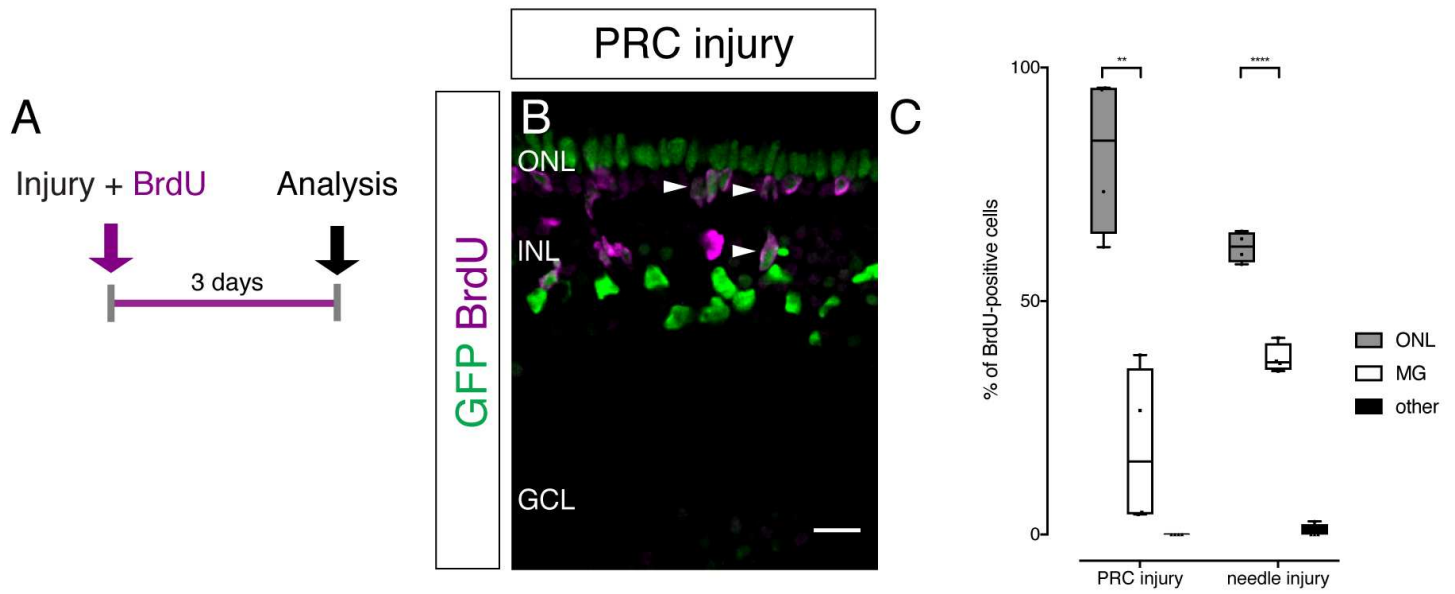 PRC injury
A
Injury + BrdU
Analysis
3 days
GFP BrdU
B
ONL
INL
GCL
C
100
50
0
% of BrdU-positive cells
**
****
PRC injury
needle injury
ONL
MG
other